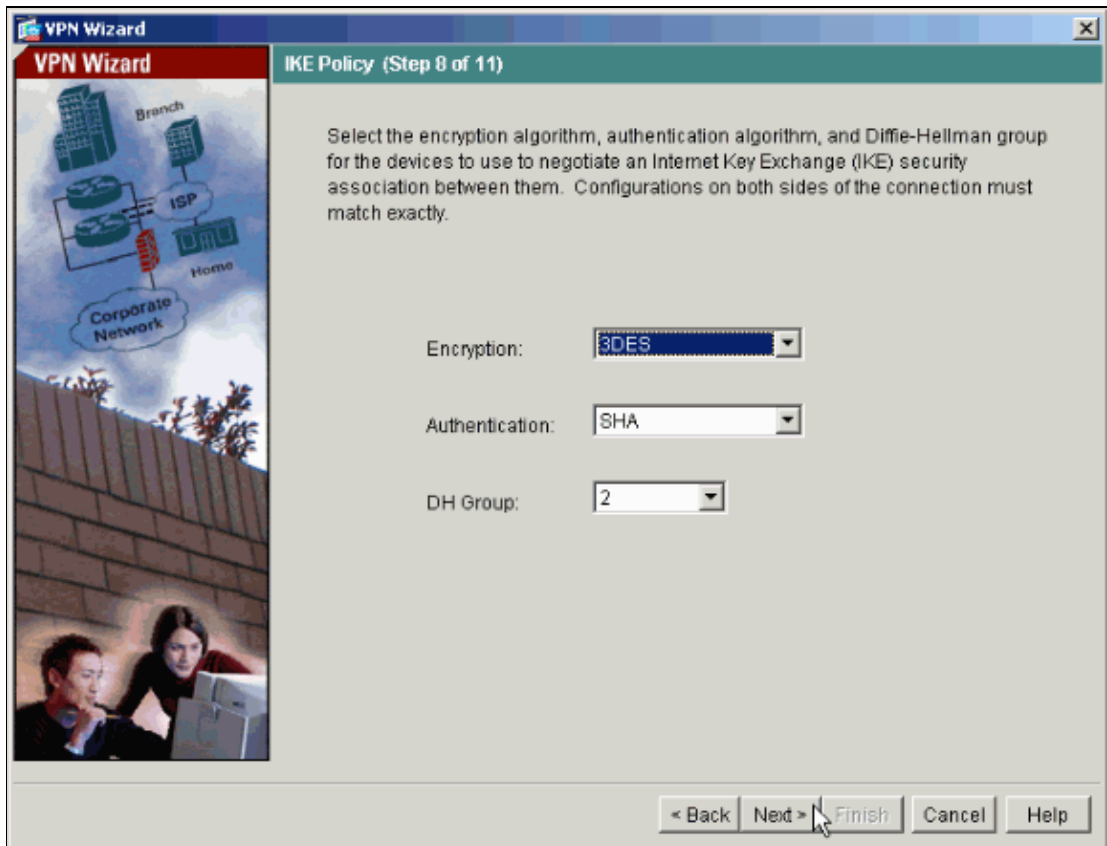 VPN Wizard
VPN Wizard
IKE Policy (Step 8 of 11)
Branch
ISP
Home
Corporate
Network
Select the encryption algorithm, authentication algorithm, and Diffie-Hellman group
for the devices to use to negotiate an Internet Key Exchange (IKE) security
association between them. Configurations on both sides of the connection must
match exactly.
Encryption: 3DES
Authentication: SHA
DH Group: 2
< Back Next > Finish Cancel Help